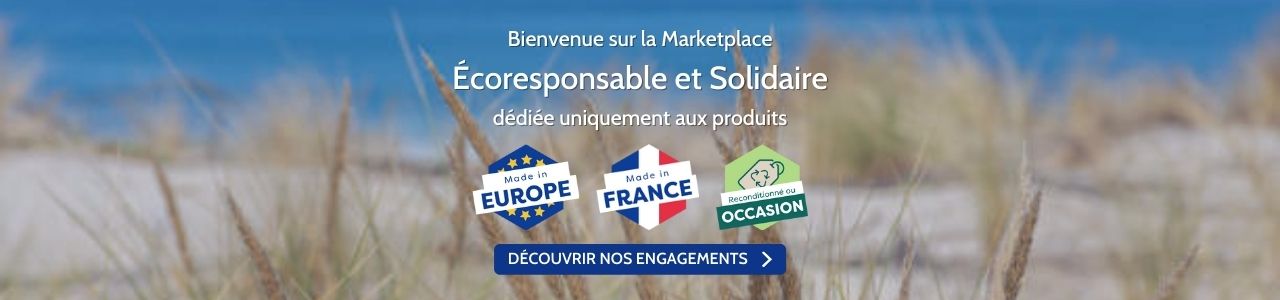 Bienvenue sur la Marketplace
Écoresponsable et Solidaire
dédiée uniquement aux produits
Made in
EUROPE
Made in
FRANCE
Reconditionné ou
OCCASION
DÉCOUVRIR NOS ENGAGEMENTS